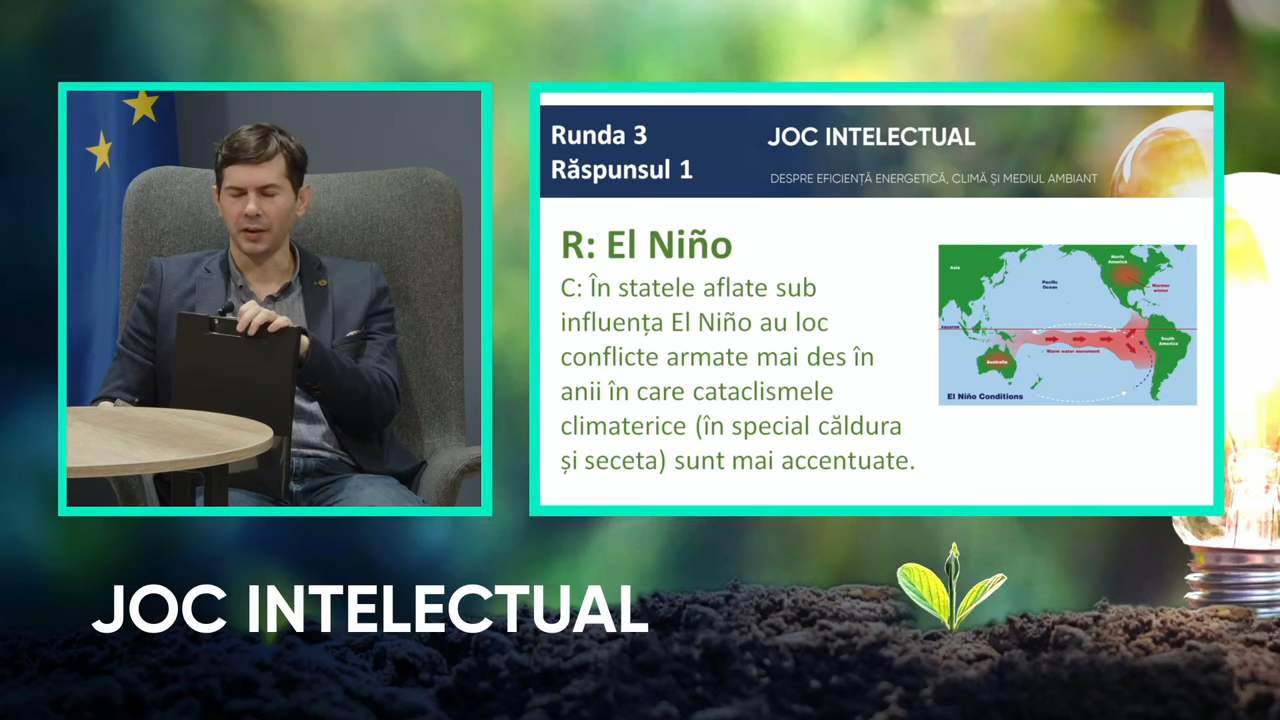 Runda 3
Răspunsul 1
JOC INTELECTUAL
DESPRE EFICIENȚĂ ENERGETICĂ, CLIMĂ ȘI MEDIUL AMBIANT
R: El Niño
C: În statele aflate sub
influența El Niño au loc
conflicte armate mai des în
anii în care cataclismele
climaterice (în special căldura
și seceta) sunt mai accentuate.
North
America
Asia
Pacific
Ocean
Warmer
winter
EQUATOR
South
America
Warm water movement
Australia
El Niño Conditions
JOC INTELECTUAL